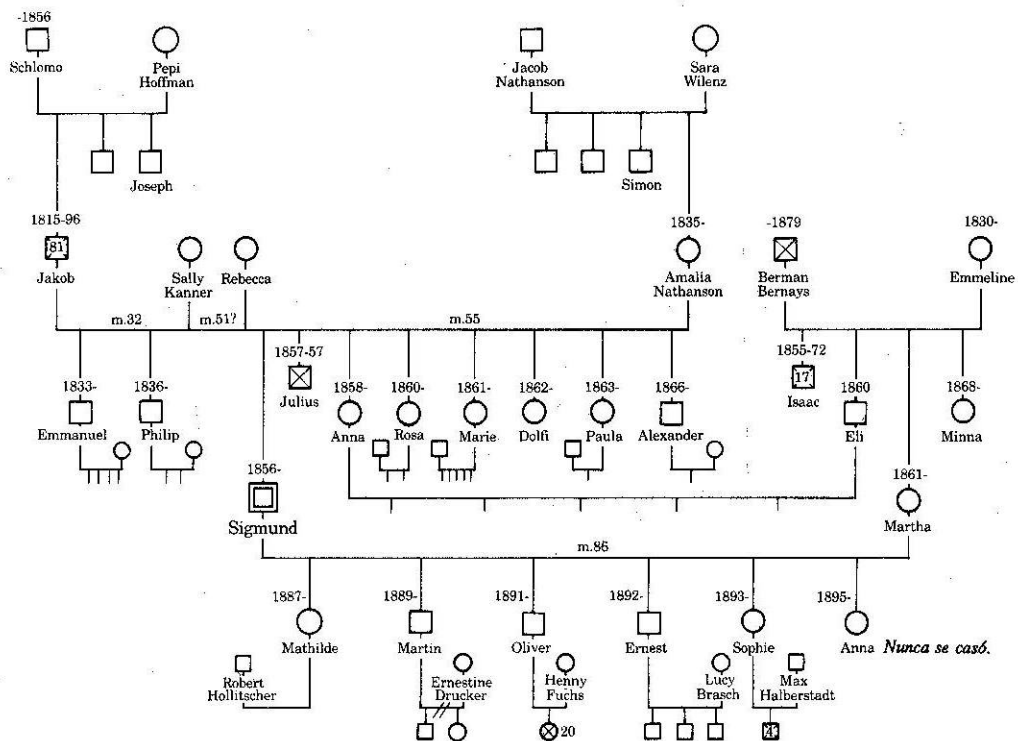 -1856
Schlomo
Pepi
Hoffman
Jacob
Nathanson
Sara
Wilenz
Joseph
Simon
1815-96
81
Jakob
Sally
Kanner
Rebecca
1835-
Amalia
Nathanson
-1879
Berman
Bernays
1830-
Emmeline
m.32
m.51?
m.55
1833-
Emmanuel
1836-
Philip
1857-57
Julius
1858-
Anna
1860-
Rosa
1861-
Marie
1862-
Dolfi
1863-
Paula
1866-
Alexander
1855-72
17
Isaac
1860
Eli
1868-
Minna
1856-
Sigmund
1861-
Martha
m.86
1887-
Mathilde
1889-
Martin
1891-
Oliver
1892-
Ernest
1893-
Sophie
1895-
Anna Nunca se casó.
Robert
Hollitscher
Ernestine
Drucker
Henny
Fuchs
Lucy
Brasch
Max
Halberstadt
20
4